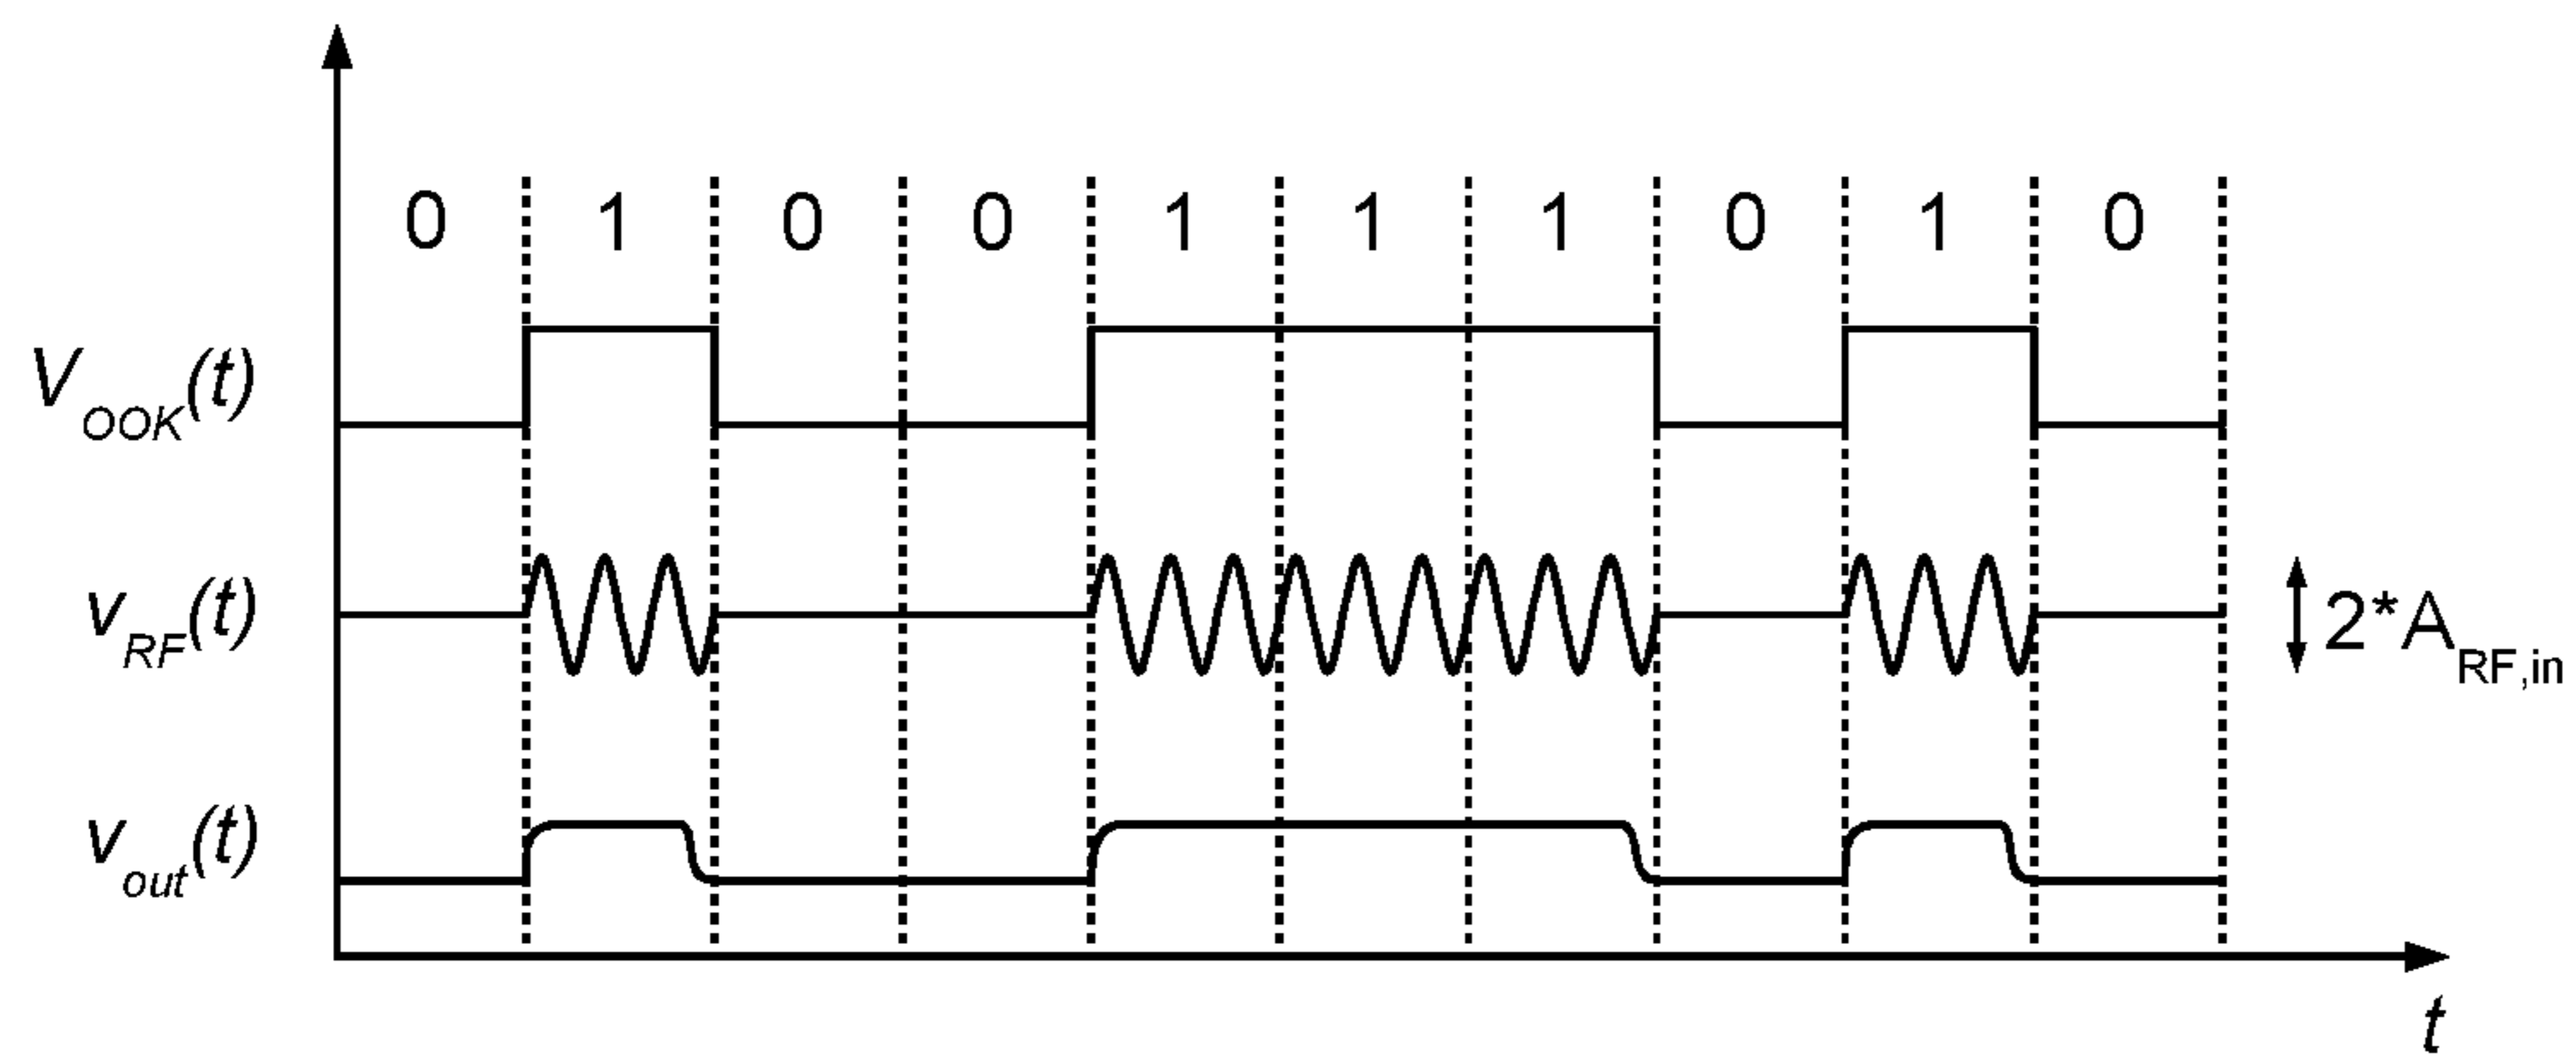 0 1 0 0 1 1 1 0 1 0
V_OOK(t)
v_RF(t)
2*A_RF,in
v_out(t)
t